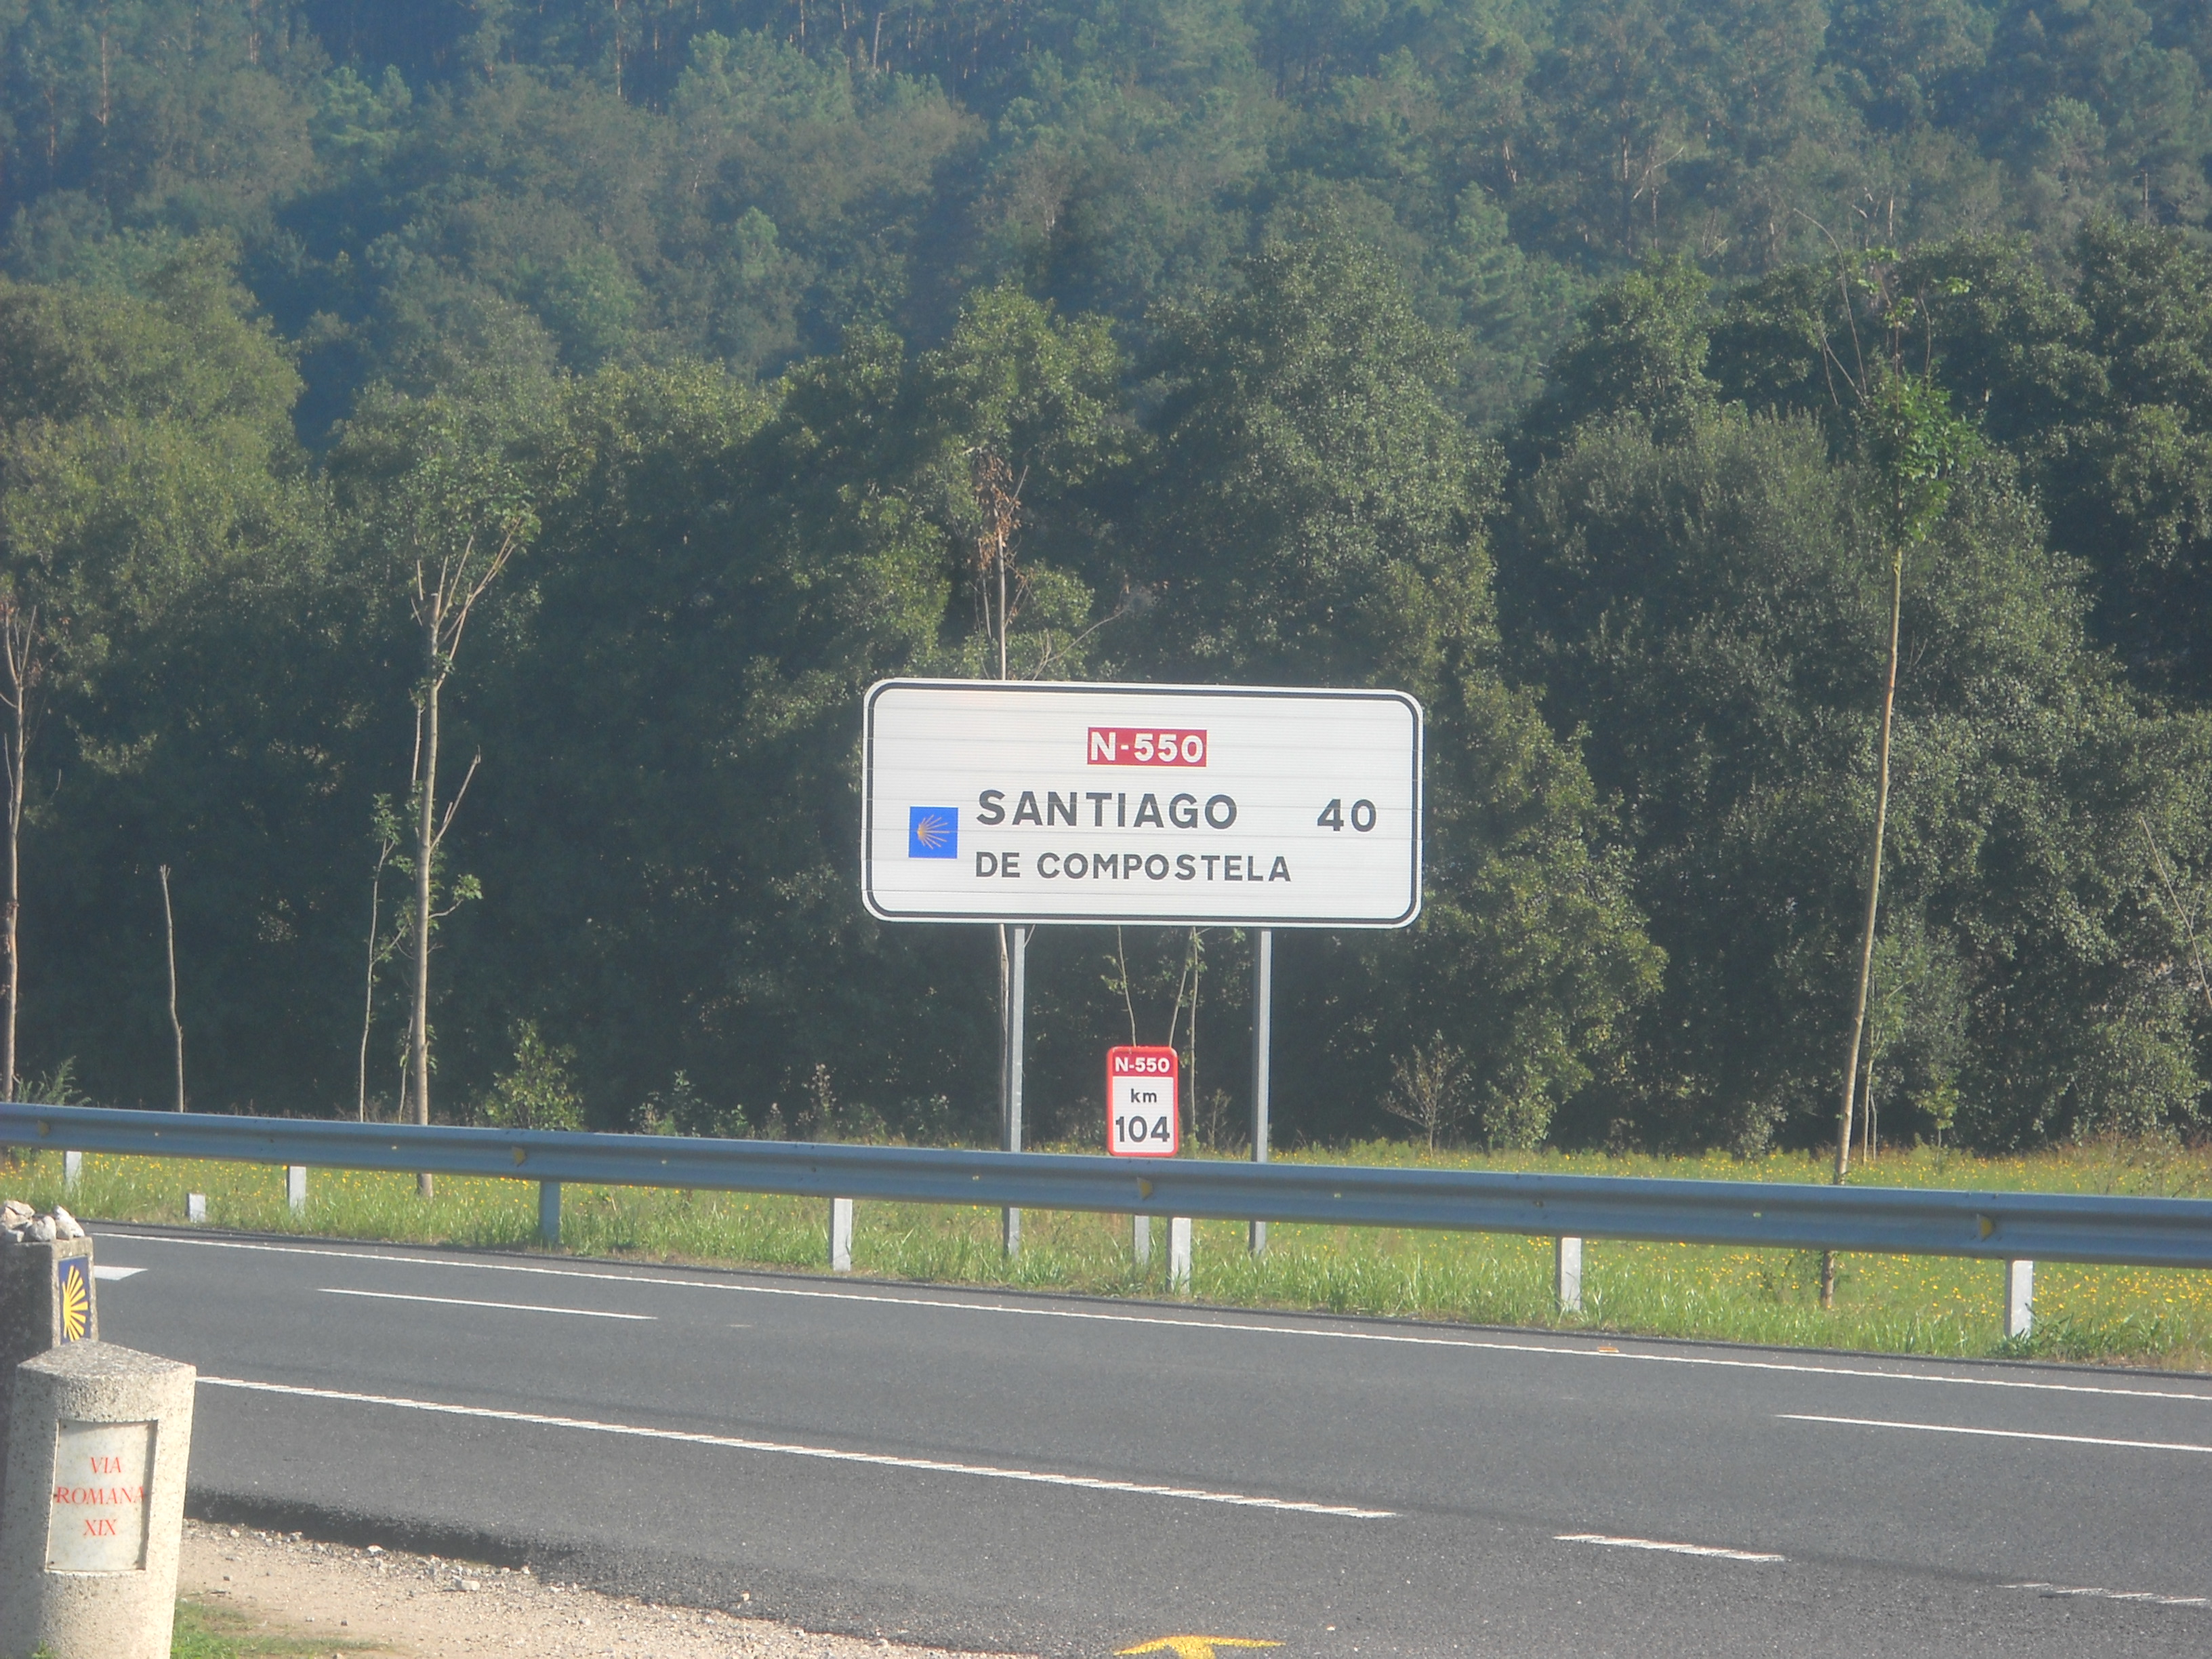 N-550
SANTIAGO 40
DE COMPOSTELA
N-550
km
104
VIA
ROMANA
XIX